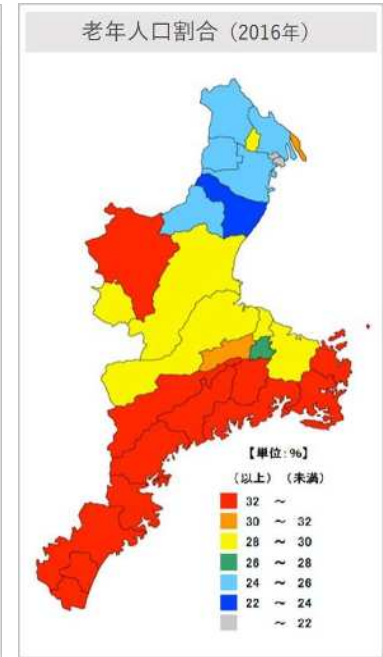 老年人口割合（2016年）
【単位:%】
（以上）（未満）
32 ～
30 ～ 32
28 ～ 30
26 ～ 28
24 ～ 26
22 ～ 24
～ 22